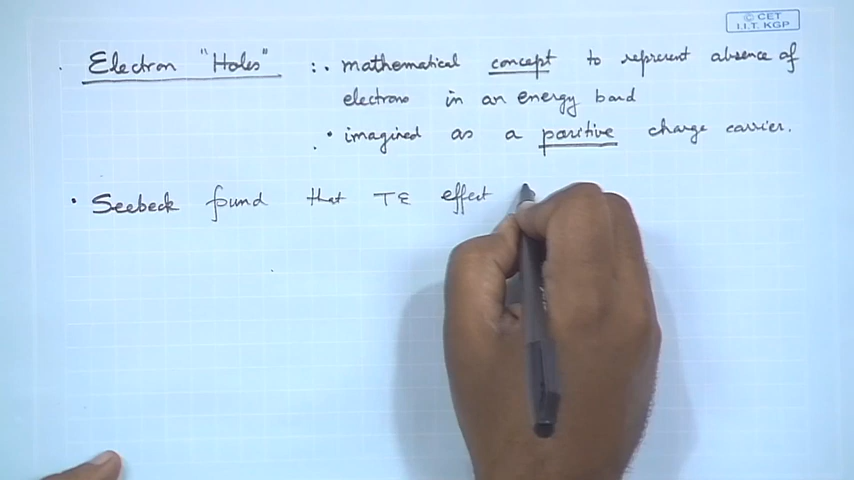 © CET
I.I.T. KGP
Electron "Holes" : • mathematical concept to represent absence of
electrons in an energy band
• imagined as a positive charge carrier.
• Seebeck found that TE effect